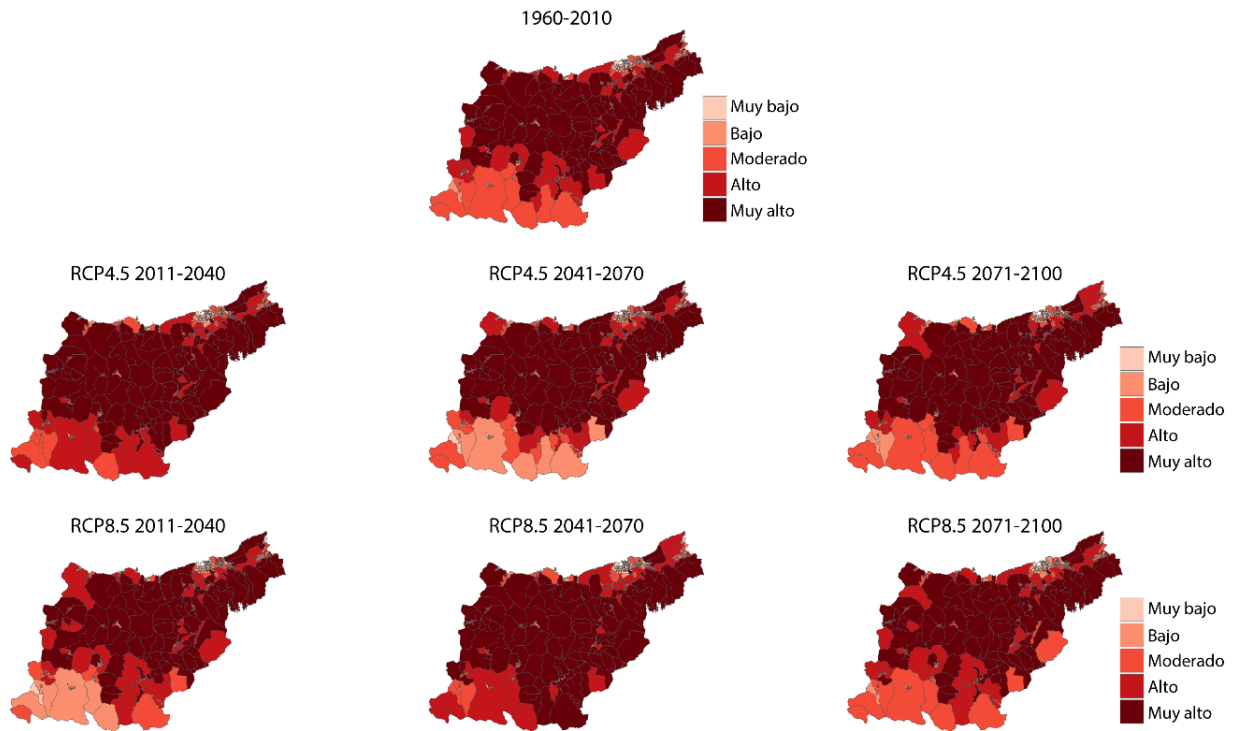 1960-2010
Muy bajo
Bajo
Moderado
Alto
Muy alto
RCP4.5 2011-2040
RCP4.5 2041-2070
RCP4.5 2071-2100
Muy bajo
Bajo
Moderado
Alto
Muy alto
RCP8.5 2011-2040
RCP8.5 2041-2070
RCP8.5 2071-2100
Muy bajo
Bajo
Moderado
Alto
Muy alto